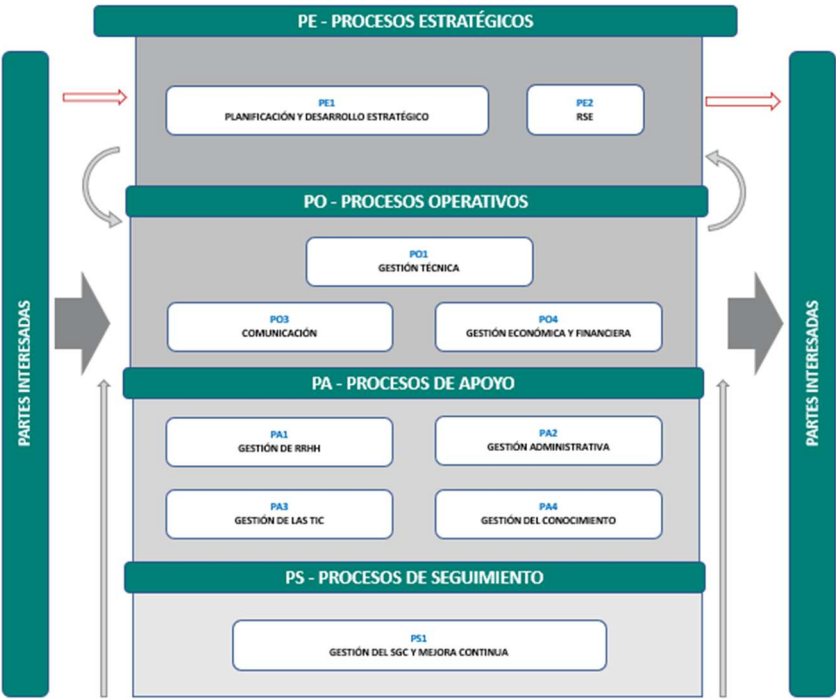 PE - PROCESOS ESTRATÉGICOS
PARTES INTERESADAS
PE1
PLANIFICACIÓN Y DESARROLLO ESTRATÉGICO
PE2
RSE
PO - PROCESOS OPERATIVOS
PO1
GESTIÓN TÉCNICA
PO3
COMUNICACIÓN
PO4
GESTIÓN ECONÓMICA Y FINANCIERA
PA - PROCESOS DE APOYO
PA1
GESTIÓN DE RRHH
PA2
GESTIÓN ADMINISTRATIVA
PA3
GESTIÓN DE LAS TIC
PA4
GESTIÓN DEL CONOCIMIENTO
PS - PROCESOS DE SEGUIMIENTO
PS1
GESTIÓN DEL SGC Y MEJORA CONTINUA
PARTES INTERESADAS